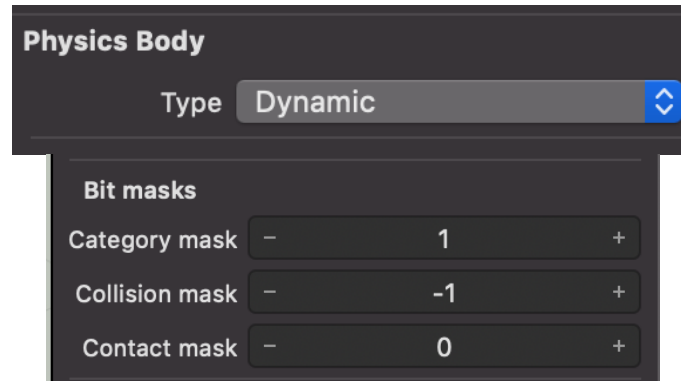 Physics Body
Type Dynamic
Bit masks
Category mask - 1 +
Collision mask - -1 +
Contact mask - 0 +